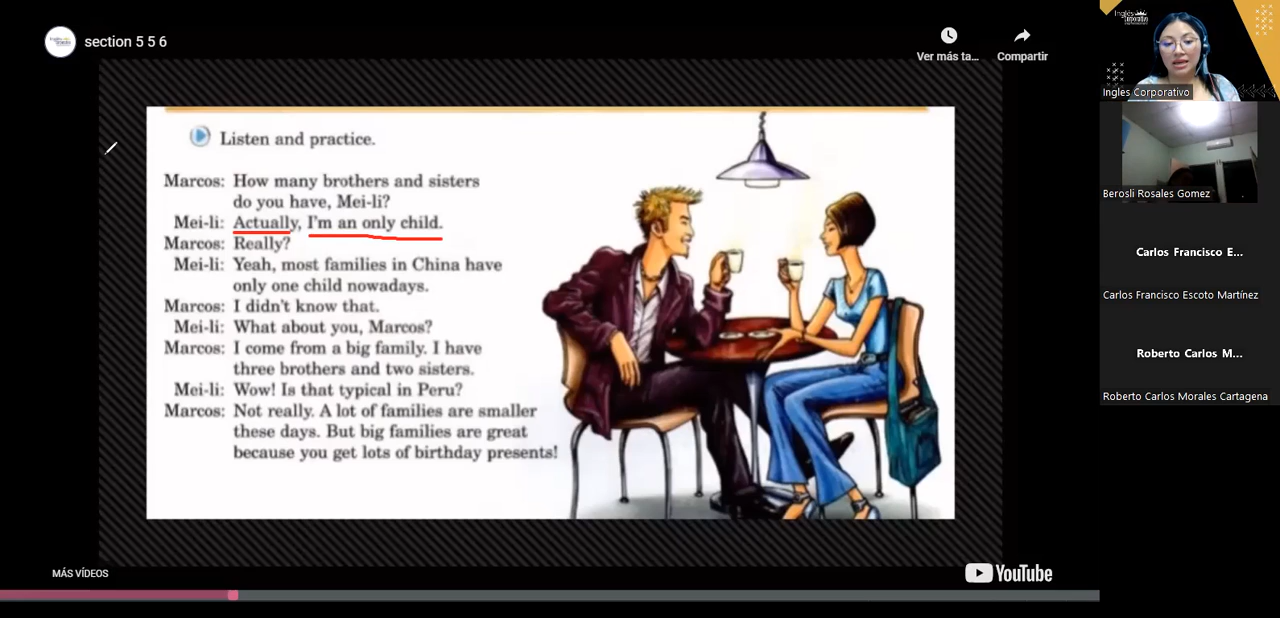 section 5 5 6
Ver más ta...
Compartir
Listen and practice.
Marcos: How many brothers and sisters
do you have, Mei-li?
Mei-li: Actually, I'm an only child.
Marcos: Really?
Mei-li: Yeah, most families in China have
only one child nowadays.
Marcos: I didn't know that.
Mei-li: What about you, Marcos?
Marcos: I come from a big family. I have
three brothers and two sisters.
Mei-li: Wow! Is that typical in Peru?
Marcos: Not really. A lot of families are smaller
these days. But big families are great
because you get lots of birthday presents!
MÁS VÍDEOS
YouTube
Inglés
Corporativo
Ingles Corporativo
Berosli Rosales Gomez
Carlos Francisco E...
Carlos Francisco Escoto Martínez
Roberto Carlos M...
Roberto Carlos Morales Cartagena